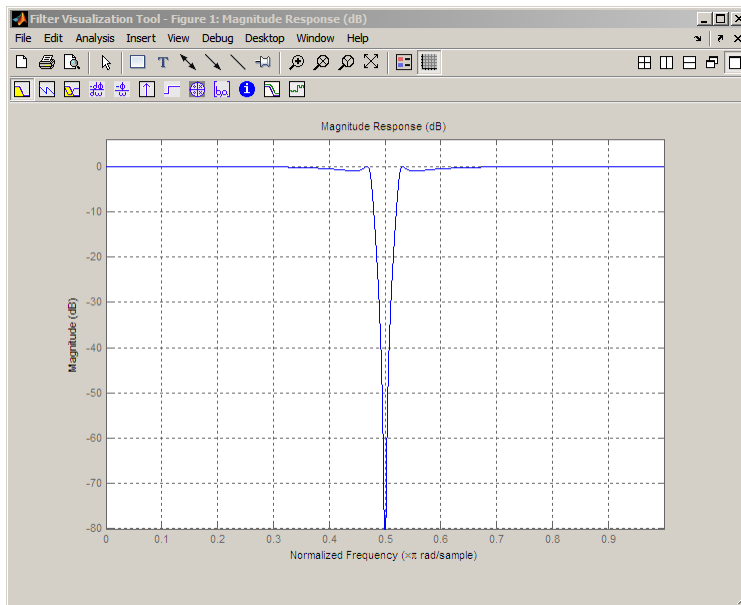 Filter Visualization Tool - Figure 1: Magnitude Response (dB)
File Edit Analysis Insert View Debug Desktop Window Help
Magnitude Response (dB)
Magnitude (dB)
0
-10
-20
-30
-40
-50
-60
-70
-80
0 0.1 0.2 0.3 0.4 0.5 0.6 0.7 0.8 0.9
Normalized Frequency (×π rad/sample)